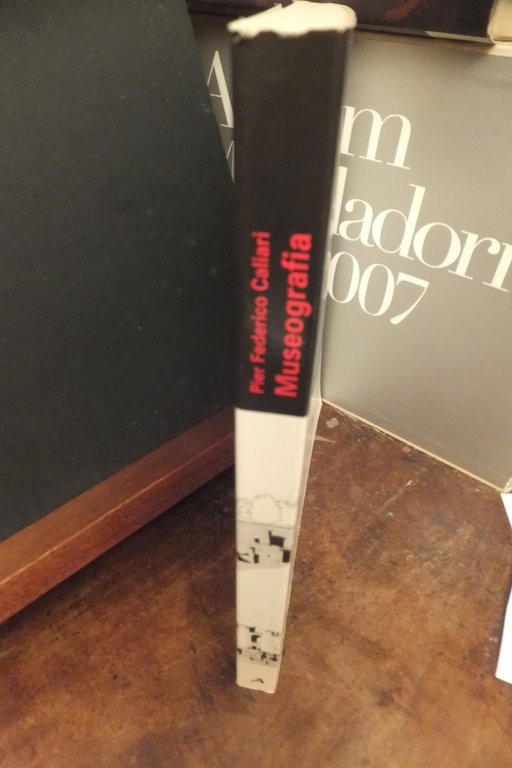 Pier Federico Caliari
Museografia
m
ladorn
007